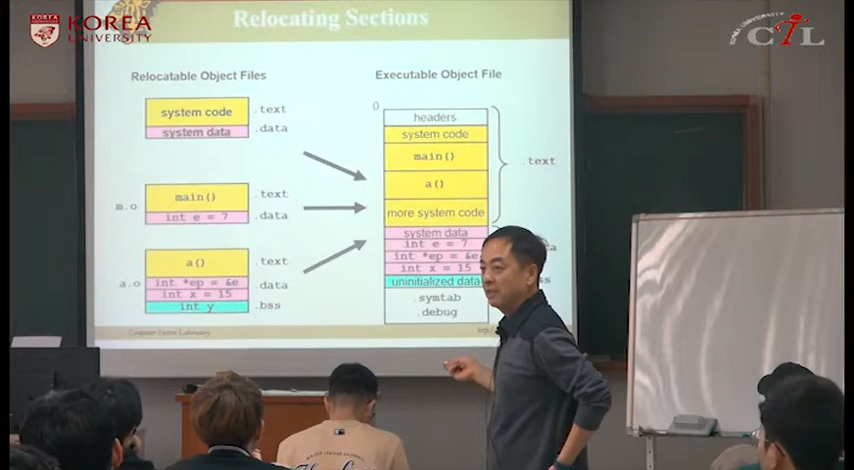 KOREA
UNIVERSITY
CIL
Relocating Sections
Relocatable Object Files
system code
.text
system data
.data
m.o
main()
.text
int e = 7
.data
a.o
a()
.text
int *ep = &e
.data
int x = 15
int y
.bss
Executable Object File
0
headers
system code
main()
.text
a()
more system code
system data
int e = 7
int *ep = &e
int x = 15
uninitialized data
.symtab
.debug
Computer System Laboratory
http://